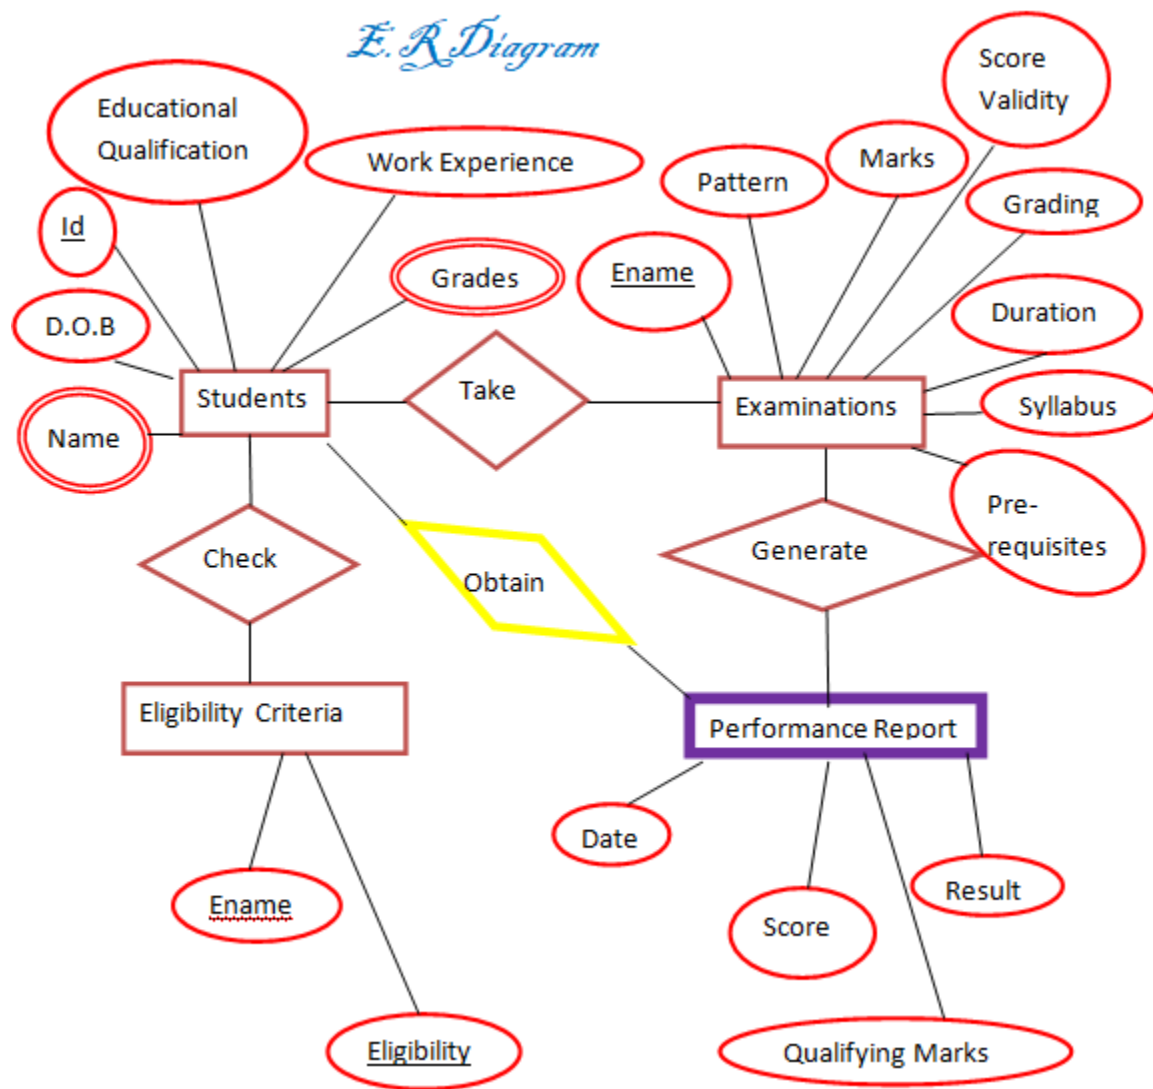 E. R Diagram
Educational
Qualification
Work Experience
Score
Validity
Marks
Pattern
Grading
Id
Grades
Ename
Duration
D.O.B
Students
Take
Examinations
Syllabus
Name
Pre-
requisites
Check
Obtain
Generate
Eligibility Criteria
Performance Report
Date
Ename
Score
Result
Eligibility
Qualifying Marks